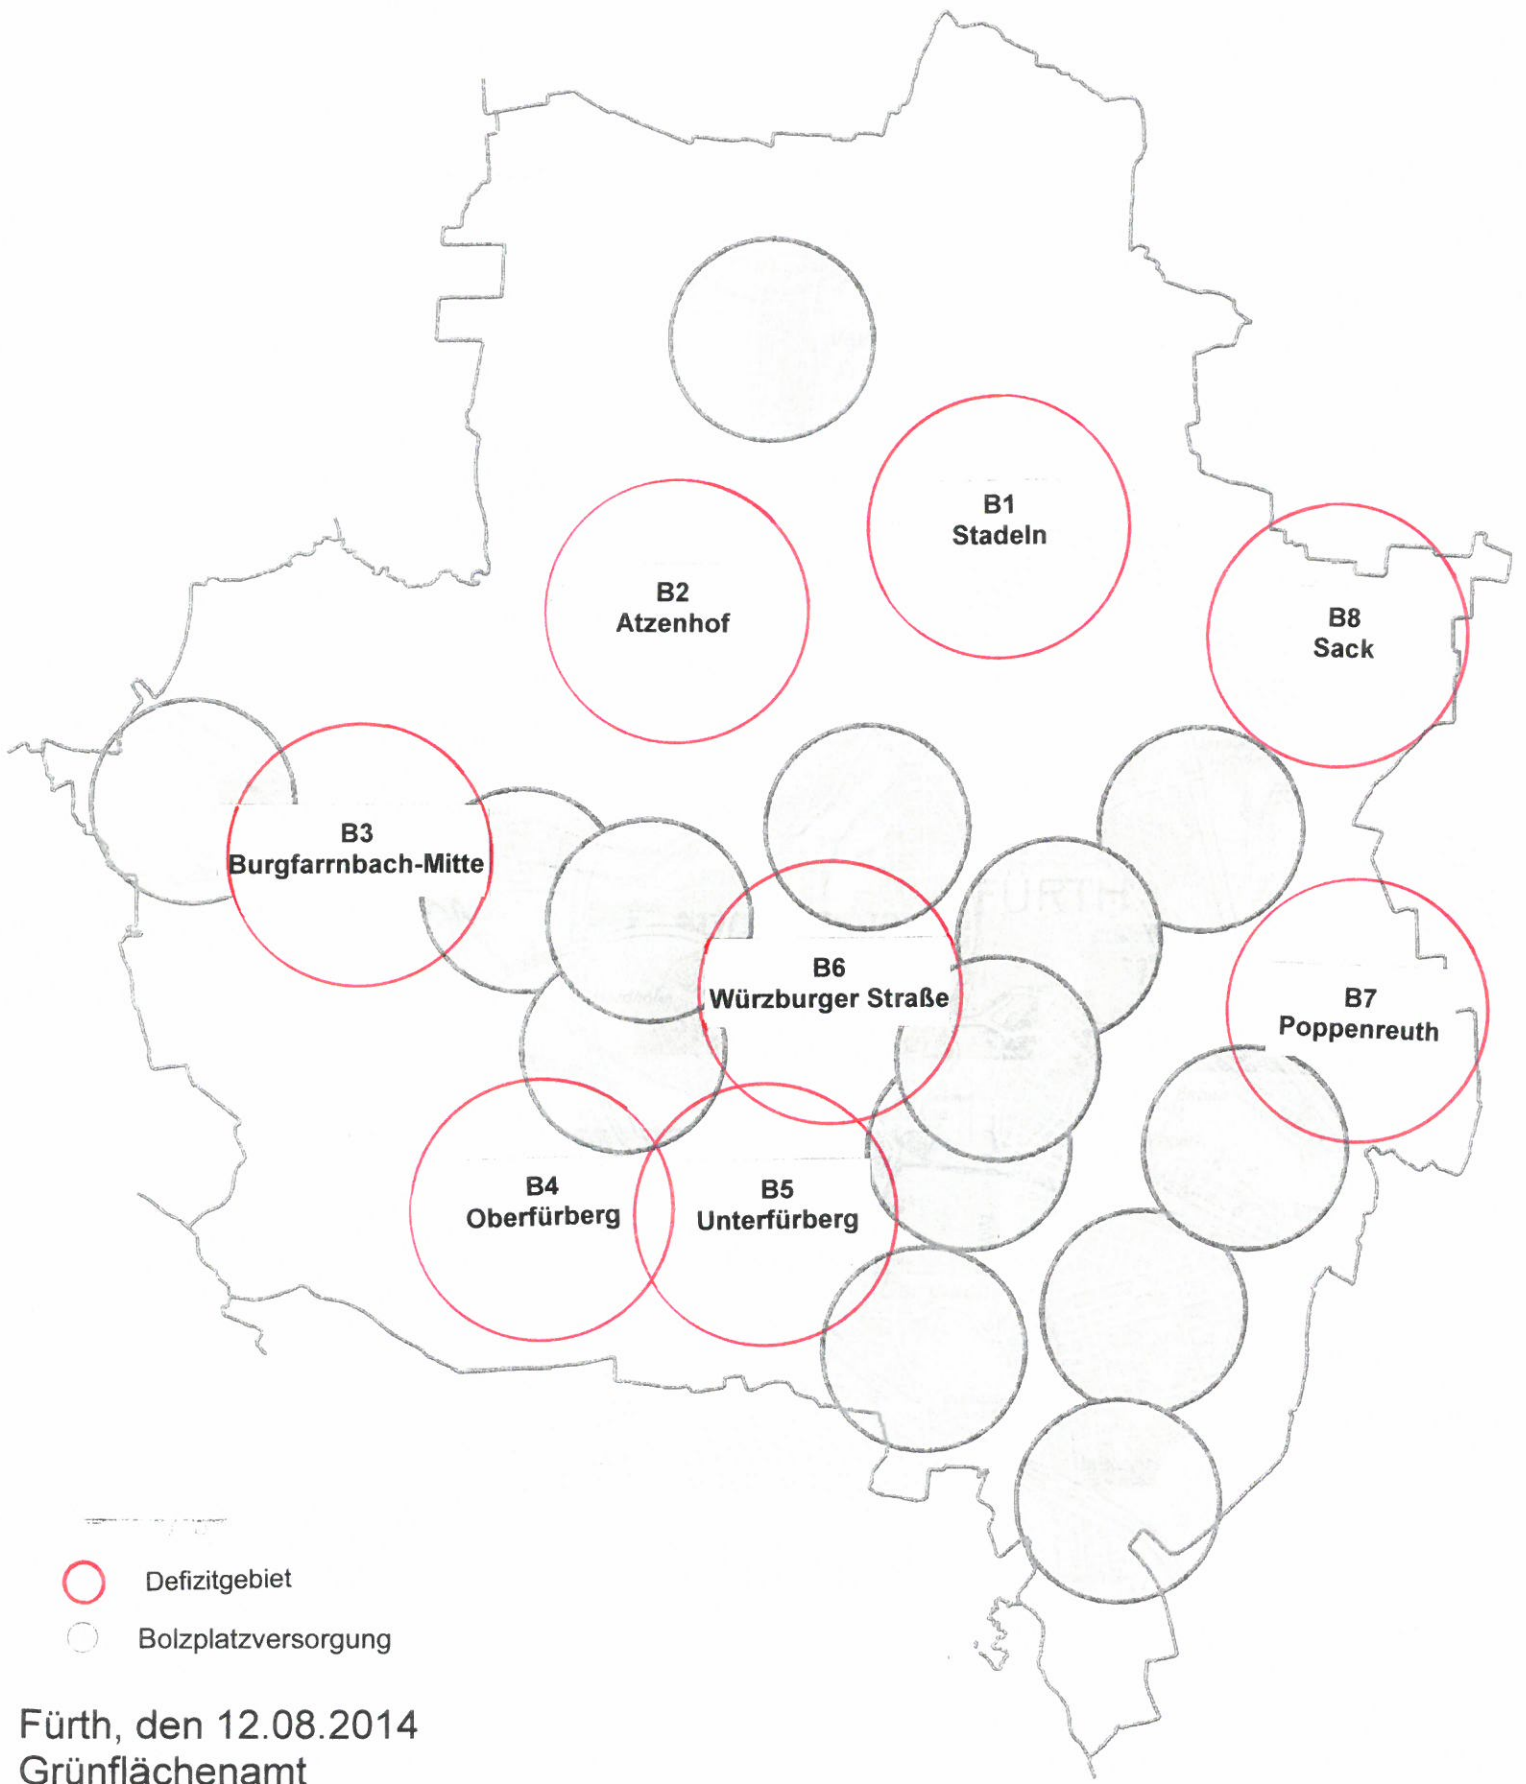 B1
Stadeln
B2
Atzenhof
B8
Sack
B3
Burgfarrnbach-Mitte
B6
Würzburger Straße
B7
Poppenreuth
B4
Oberfürberg
B5
Unterfürberg
Defizitgebiet
Bolzplatzversorgung
Fürth, den 12.08.2014
Grünflächenamt